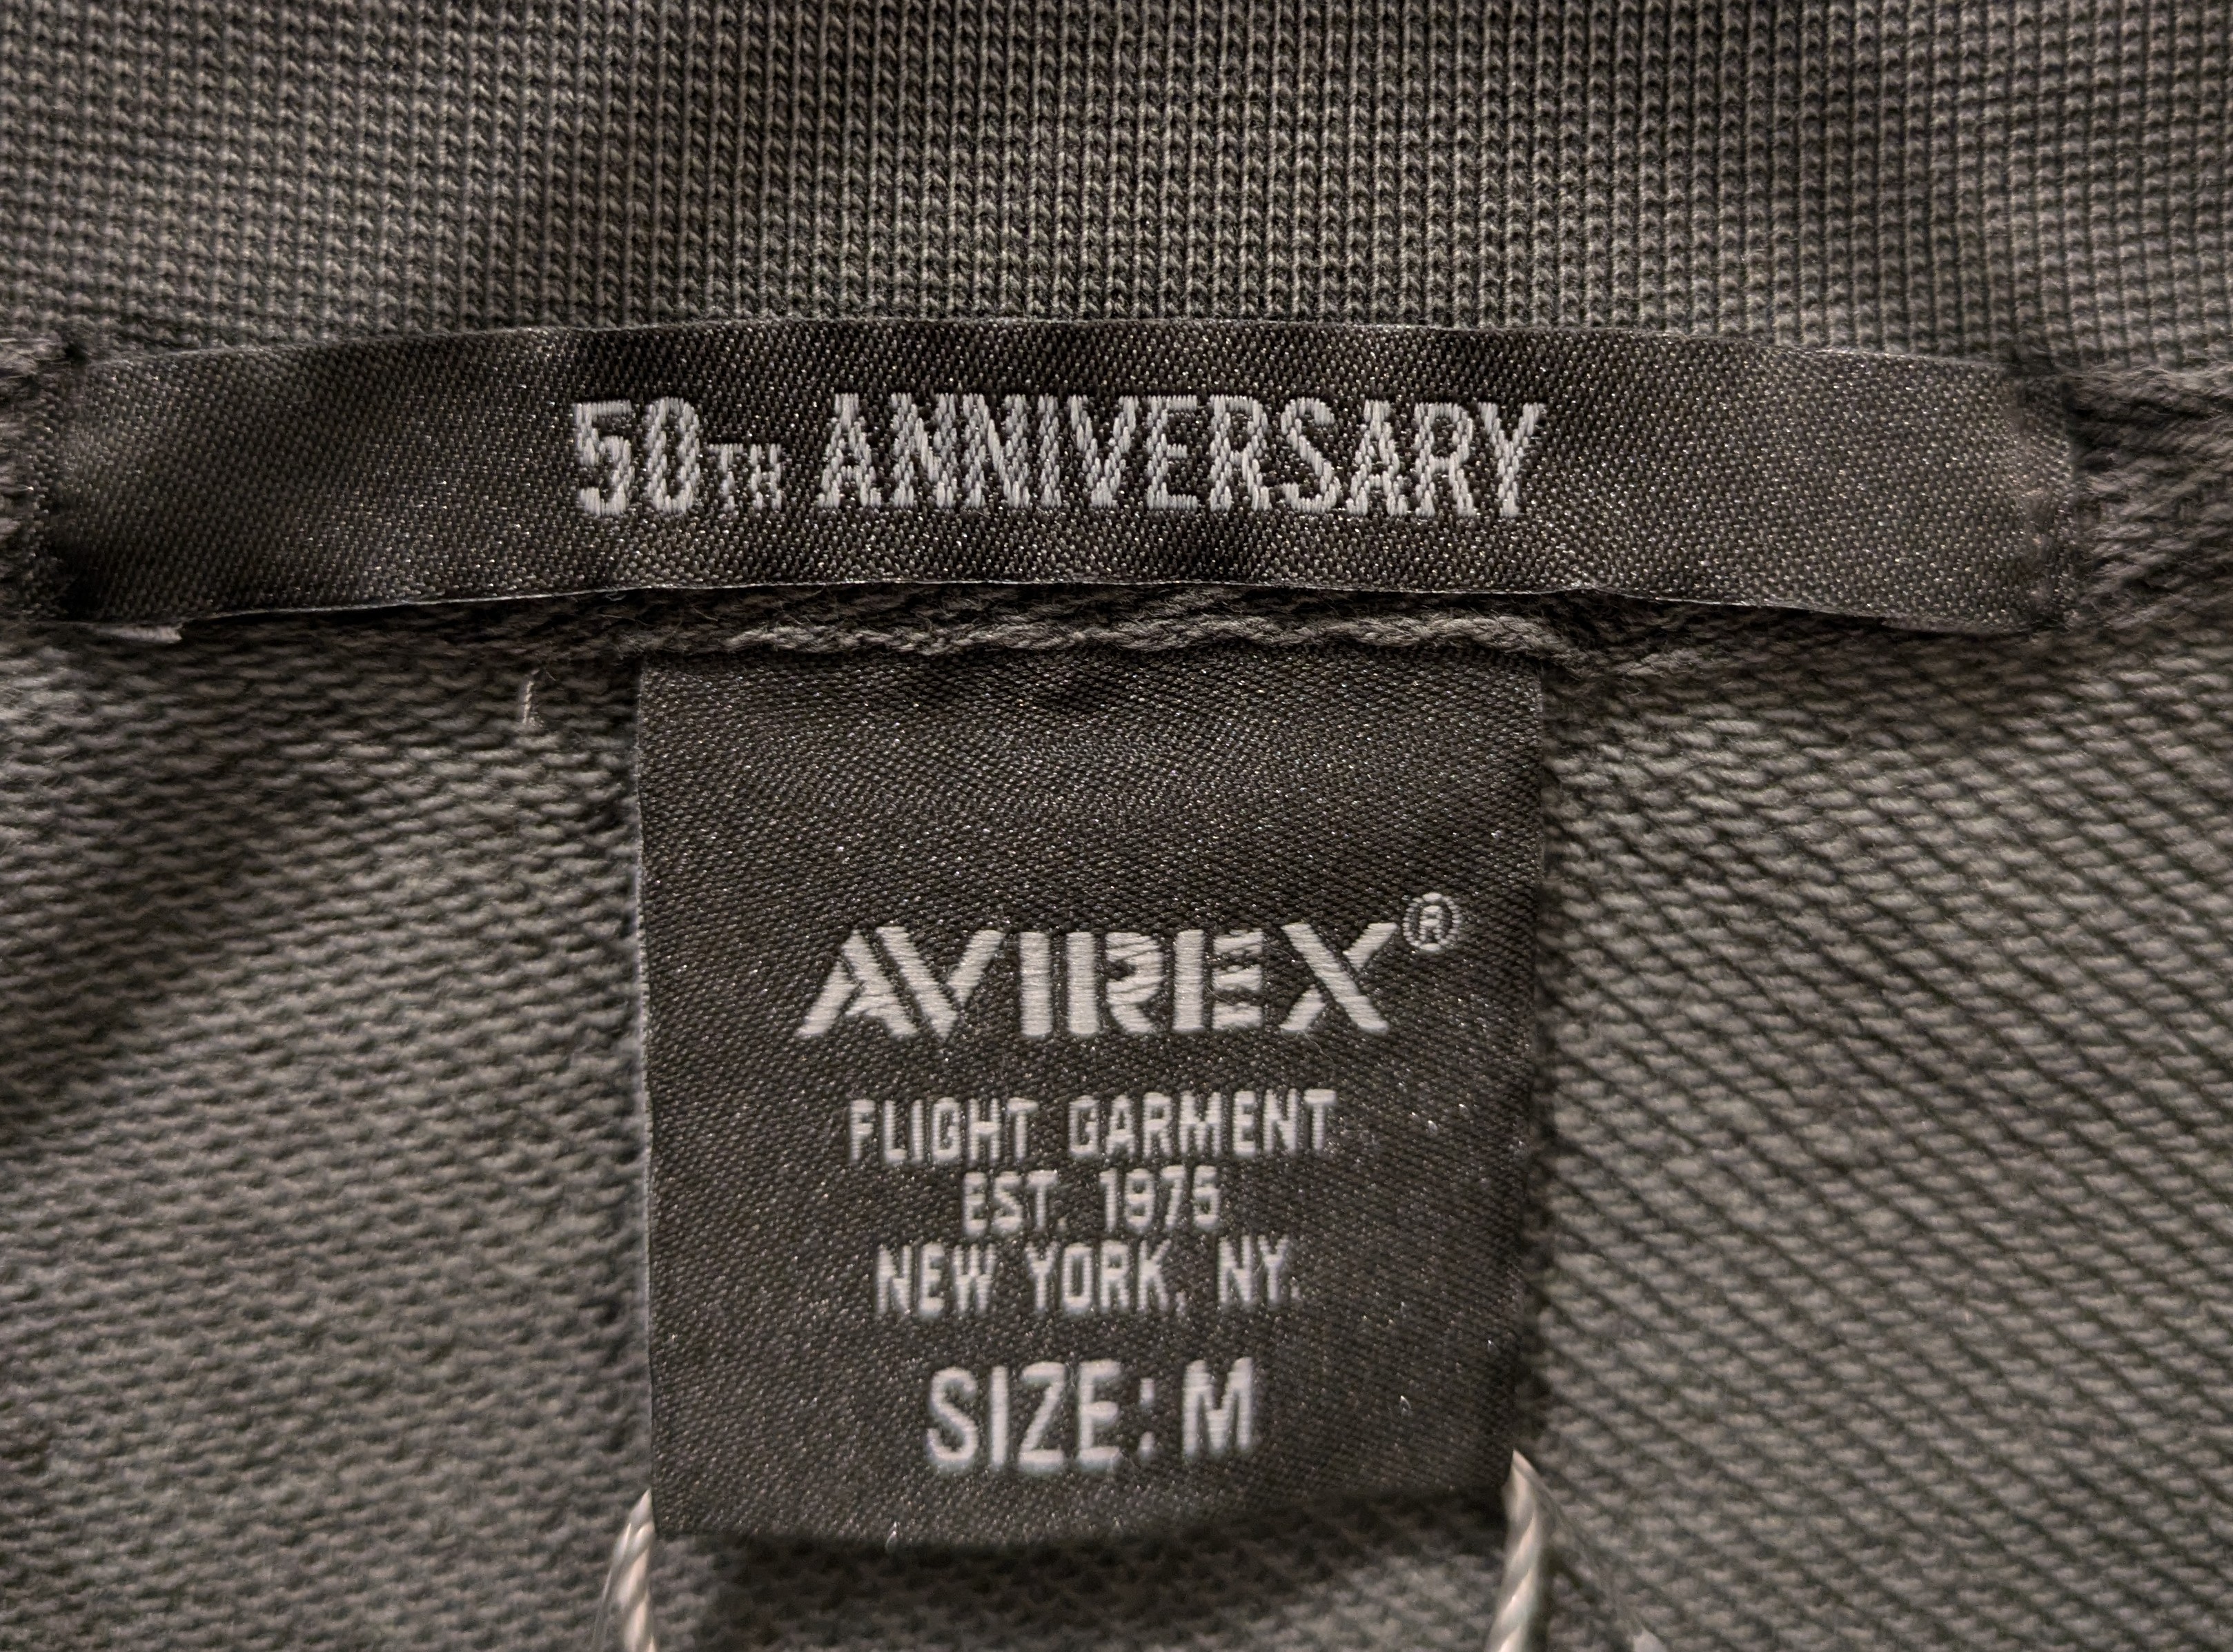 50TH ANNIVERSARY
AVIREX®
FLIGHT GARMENT
EST. 1975
NEW YORK, NY.
SIZE: M